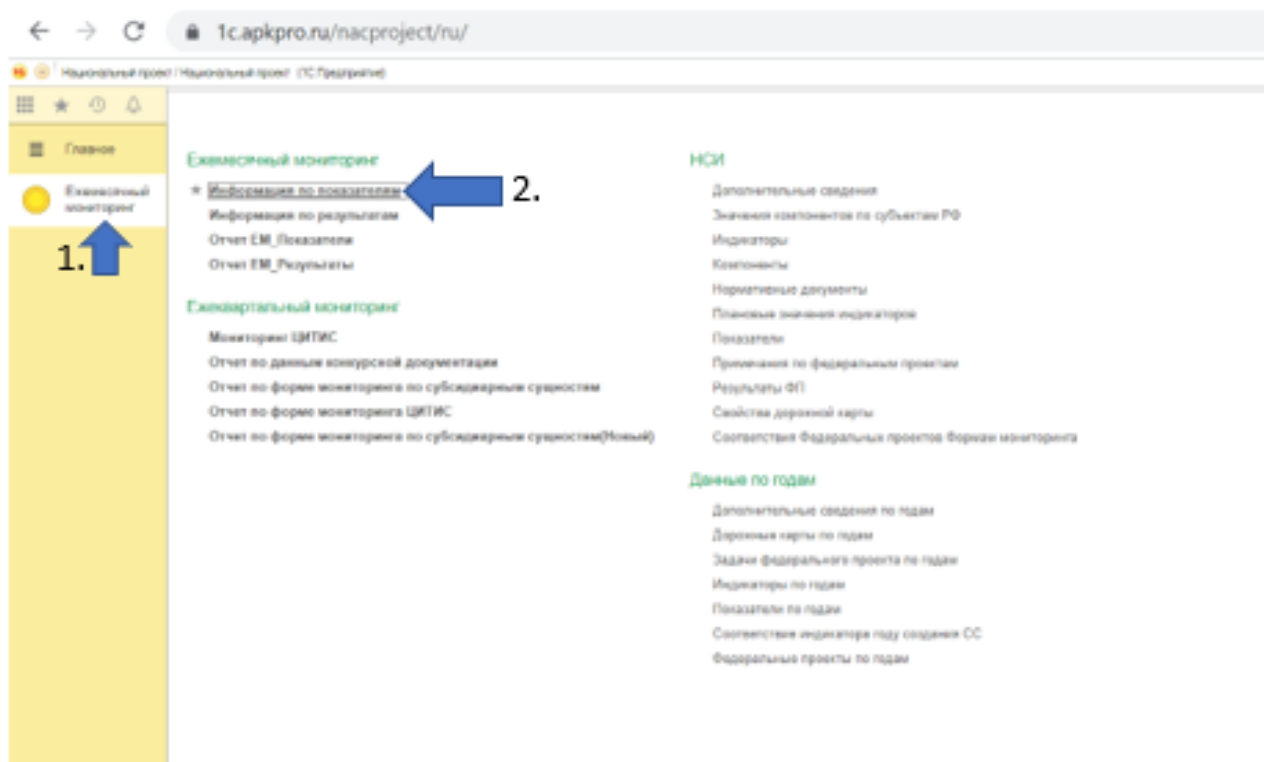 1c.apkpro.ru/nacproject/ru/
Национальный проект / Национальный проект (1С:Предприятие)
Главное
Ежемесячный
мониторинг
1.
Ежемесячный мониторинг
Информация по показателям
2.
Информация по результатам
Отчет ЕМ_Показатели
Отчет ЕМ_Результаты
Ежеквартальный мониторинг
Мониторинг ЦИТИС
Отчет по данным конкурсной документации
Отчет по форме мониторинга по субсидиарным сущностям
Отчет по форме мониторинга ЦИТИС
Отчет по форме мониторинга по субсидиарным сущностям(Новый)
НСИ
Дополнительные сведения
Значения компонентов по субъектам РФ
Индикаторы
Компоненты
Нормативные документы
Плановые значения индикаторов
Показатели
Примечания по федеральным проектам
Результаты ФП
Свойства дорожной карты
Соответствия Федеральных проектов Формам мониторинга
Данные по годам
Дополнительные сведения по годам
Дорожные карты по годам
Задачи федерального проекта по годам
Индикаторы по годам
Показатели по годам
Соответствие индикатора году создания СС
Федеральные проекты по годам